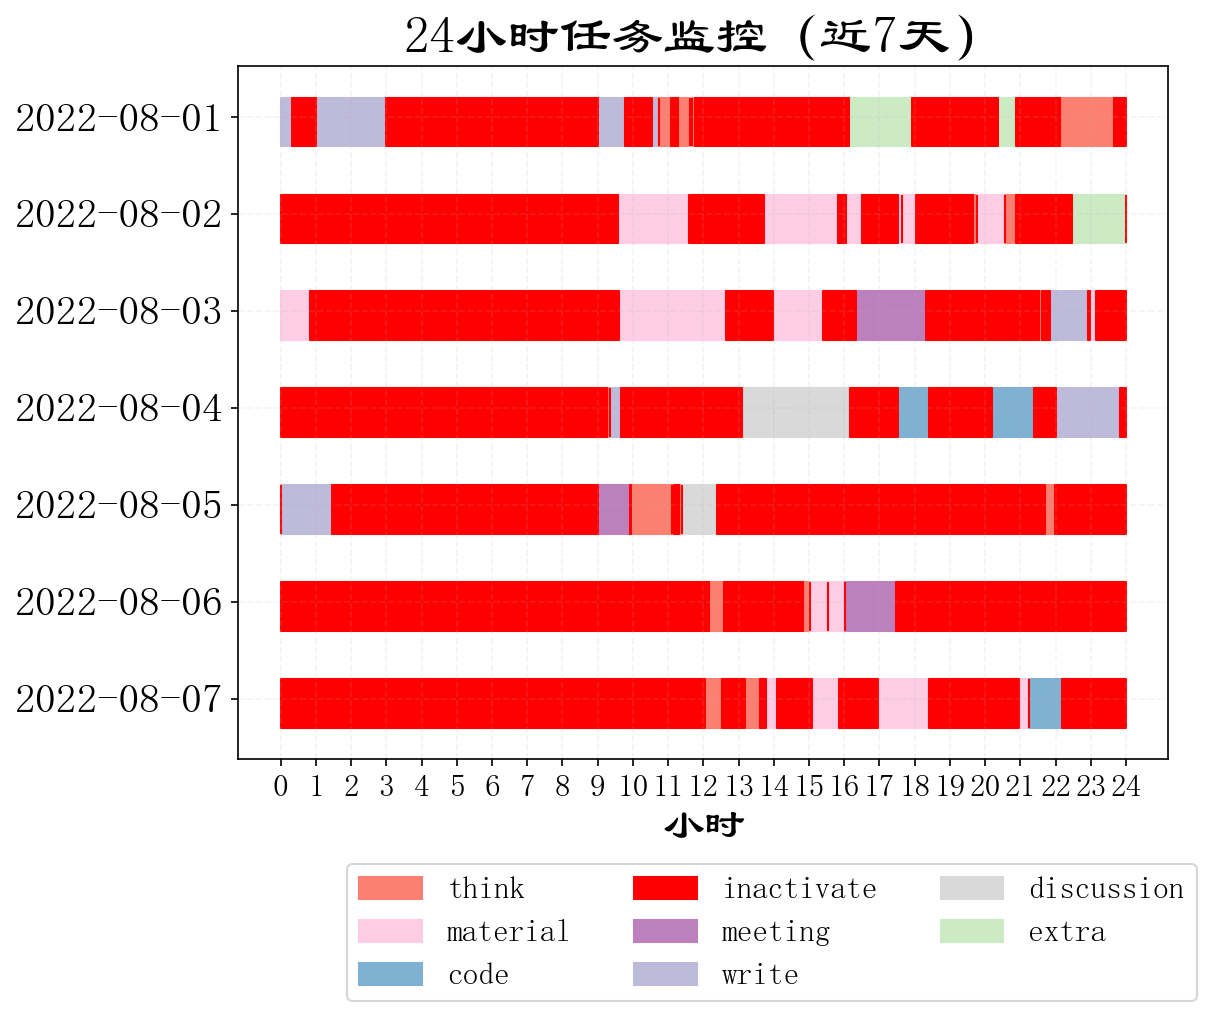 24小时任务监控 (近7天)
2022-08-01
2022-08-02
2022-08-03
2022-08-04
2022-08-05
2022-08-06
2022-08-07
0 1 2 3 4 5 6 7 8 9 10 11 12 13 14 15 16 17 18 19 20 21 22 23 24
小时
think inactivate discussion
material meeting extra
code write